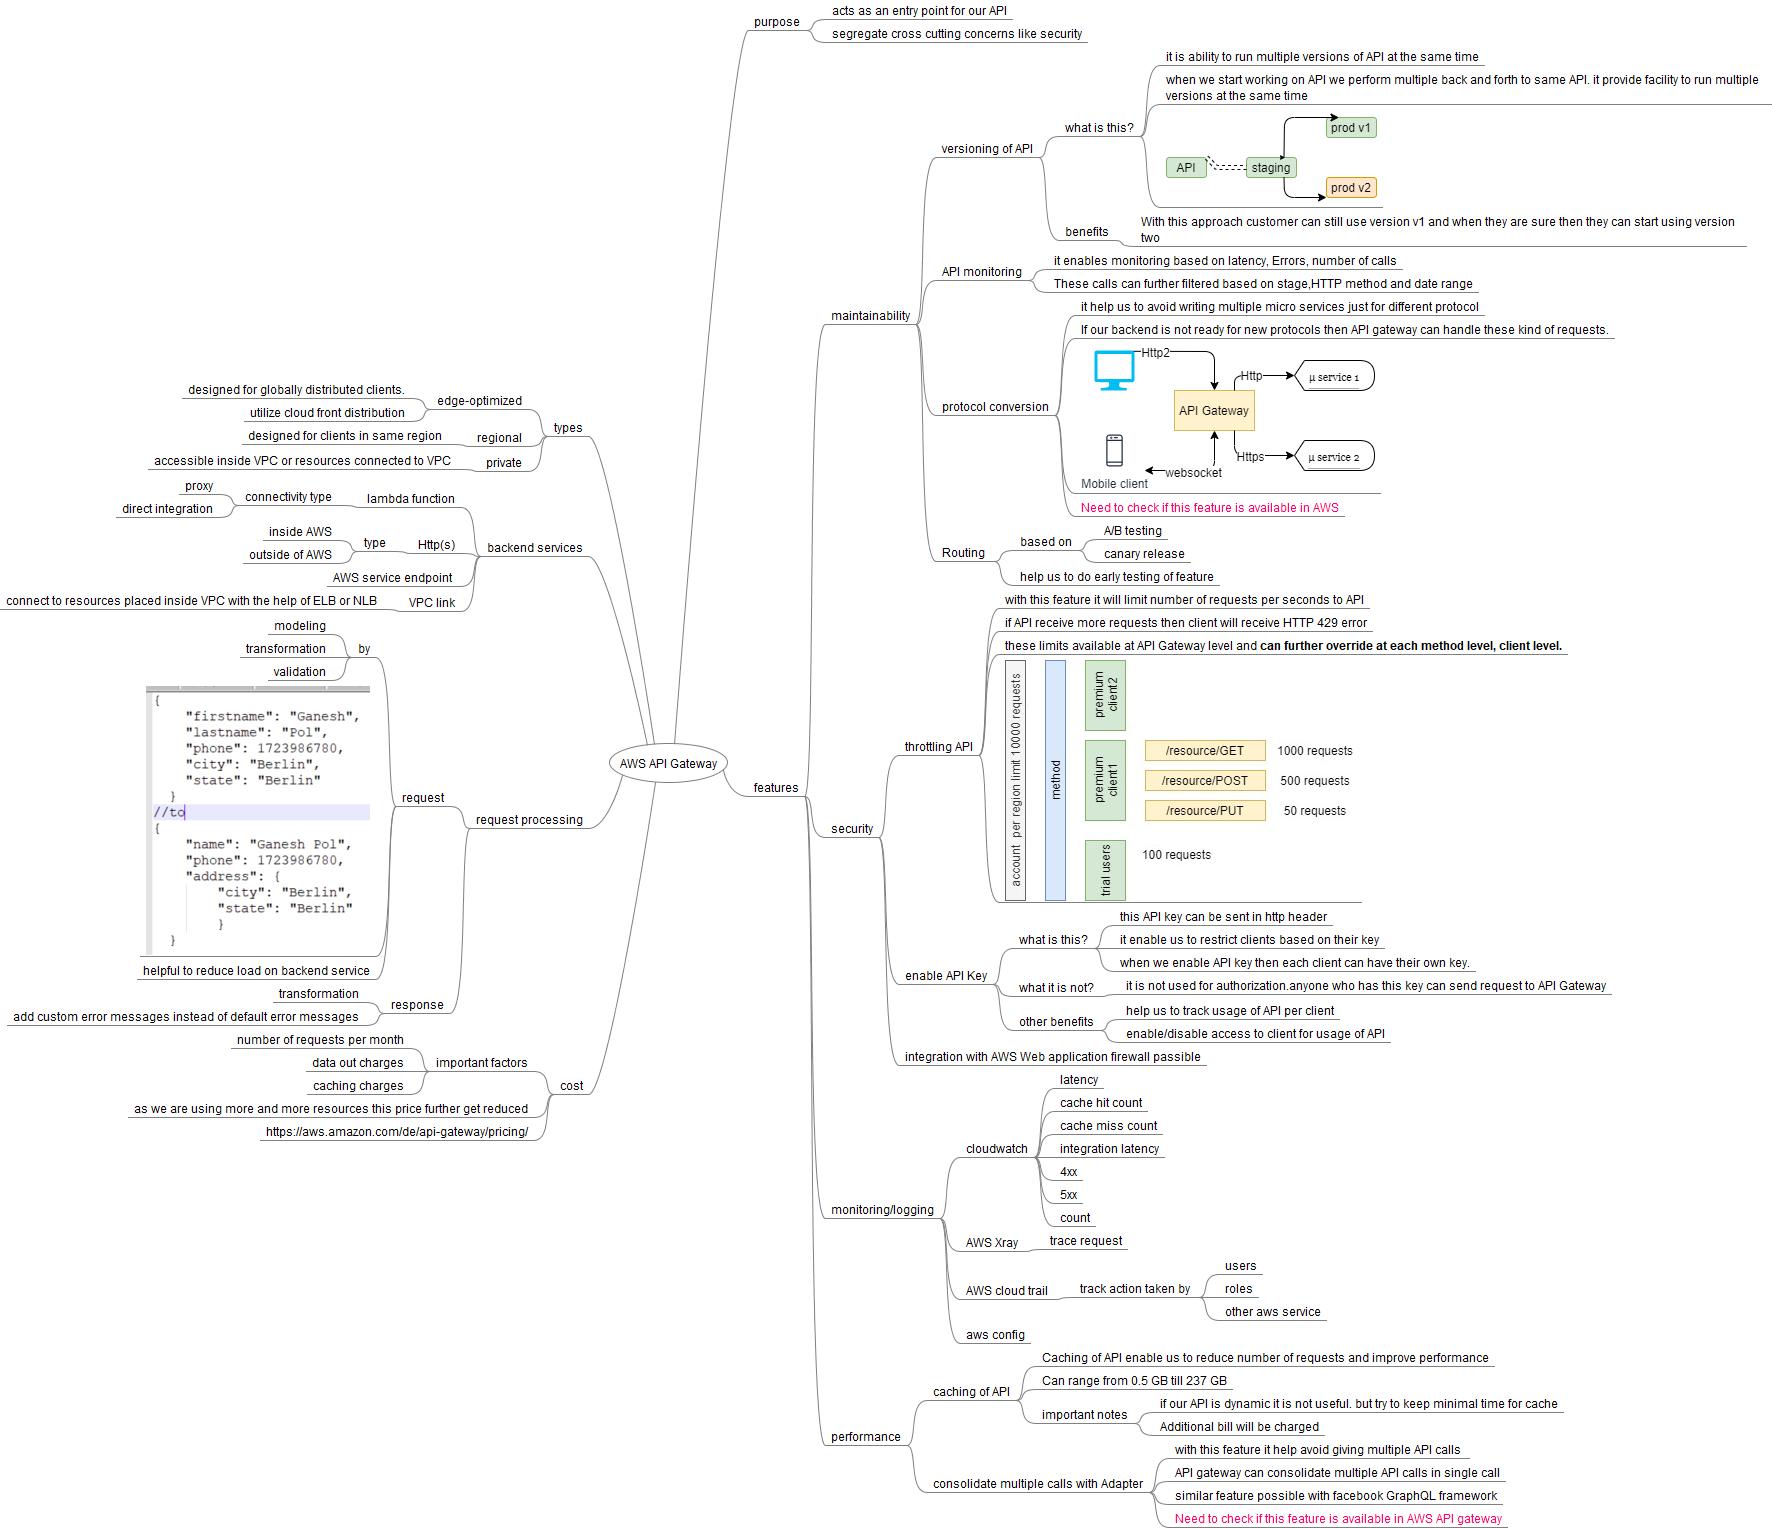 AWS API Gateway
purpose
acts as an entry point for our API
segregate cross cutting concerns like security
features
maintainability
versioning of API
what is this?
it is ability to run multiple versions of API at the same time
when we start working on API we perform multiple back and forth to same API. it provide facility to run multiple
versions at the same time
prod v1
API
staging
prod v2
benefits
With this approach customer can still use version v1 and when they are sure then they can start using version
two
API monitoring
it enables monitoring based on latency, Errors, number of calls
These calls can further filtered based on stage,HTTP method and date range
protocol conversion
it help us to avoid writing multiple micro services just for different protocol
If our backend is not ready for new protocols then API gateway can handle these kind of requests.
Http2
Http
μ service 1
API Gateway
Https
μ service 2
websocket
Mobile client
Need to check if this feature is available in AWS
Routing
based on
A/B testing
canary release
help us to do early testing of feature
security
throttling API
with this feature it will limit number of requests per seconds to API
if API receive more requests then client will receive HTTP 429 error
these limits available at API Gateway level and can further override at each method level, client level.
account per region limit 10000 requests
method
premium
client2
premium
client1
/resource/GET
1000 requests
/resource/POST
500 requests
/resource/PUT
50 requests
trial users
100 requests
enable API Key
what is this?
this API key can be sent in http header
it enable us to restrict clients based on their key
when we enable API key then each client can have their own key.
what it is not?
it is not used for authorization.anyone who has this key can send request to API Gateway
other benefits
help us to track usage of API per client
enable/disable access to client for usage of API
integration with AWS Web application firewall passible
monitoring/logging
cloudwatch
latency
cache hit count
cache miss count
integration latency
4xx
5xx
count
AWS Xray
trace request
AWS cloud trail
track action taken by
users
roles
other aws service
aws config
performance
caching of API
Caching of API enable us to reduce number of requests and improve performance
Can range from 0.5 GB till 237 GB
important notes
if our API is dynamic it is not useful. but try to keep minimal time for cache
Additional bill will be charged
consolidate multiple calls with Adapter
with this feature it help avoid giving multiple API calls
API gateway can consolidate multiple API calls in single call
similar feature possible with facebook GraphQL framework
Need to check if this feature is available in AWS API gateway
types
edge-optimized
designed for globally distributed clients.
utilize cloud front distribution
regional
designed for clients in same region
private
accessible inside VPC or resources connected to VPC
backend services
lambda function
connectivity type
proxy
direct integration
Http(s)
type
inside AWS
outside of AWS
AWS service endpoint
VPC link
connect to resources placed inside VPC with the help of ELB or NLB
request processing
request
by
modeling
transformation
validation
{
"firstname": "Ganesh",
"lastname": "Pol",
"phone": 1723986780,
"city": "Berlin",
"state": "Berlin"
}
//to
{
"name": "Ganesh Pol",
"phone": 1723986780,
"address": {
"city": "Berlin",
"state": "Berlin"
}
}
helpful to reduce load on backend service
response
transformation
add custom error messages instead of default error messages
cost
important factors
number of requests per month
data out charges
caching charges
as we are using more and more resources this price further get reduced
https://aws.amazon.com/de/api-gateway/pricing/